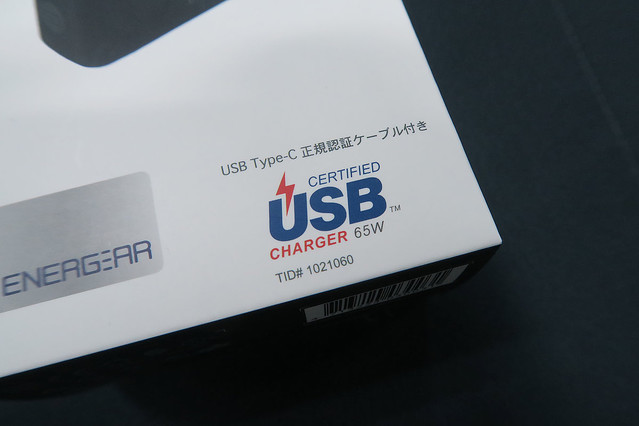 USB Type-C 正規認証ケーブル付き
CERTIFIED
USB™
CHARGER 65W
TID# 1021060
ENERGEAR